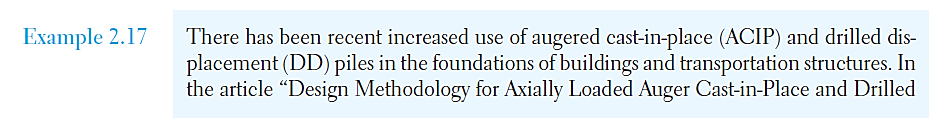 Example 2.17 There has been recent increased use of augered cast-in-place (ACIP) and drilled dis-
placement (DD) piles in the foundations of buildings and transportation structures. In
the article “Design Methodology for Axially Loaded Auger Cast-in-Place and Drilled